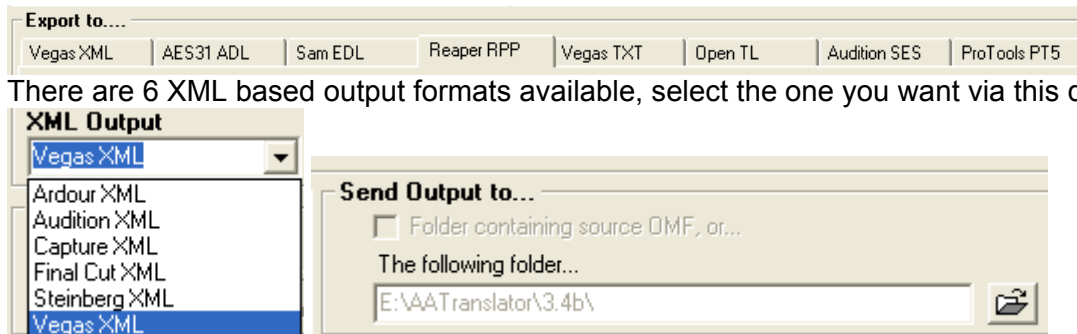 Export to....
Vegas XML AES31 ADL Sam EDL Reaper RPP Vegas TXT Open TL Audition SES ProTools PT5
There are 6 XML based output formats available, select the one you want via this
XML Output
Vegas XML
Ardour XML
Audition XML
Capture XML
Final Cut XML
Steinberg XML
Vegas XML
Send Output to...
Folder containing source OMF, or...
The following folder...
E:\AATranslator\3.4b\